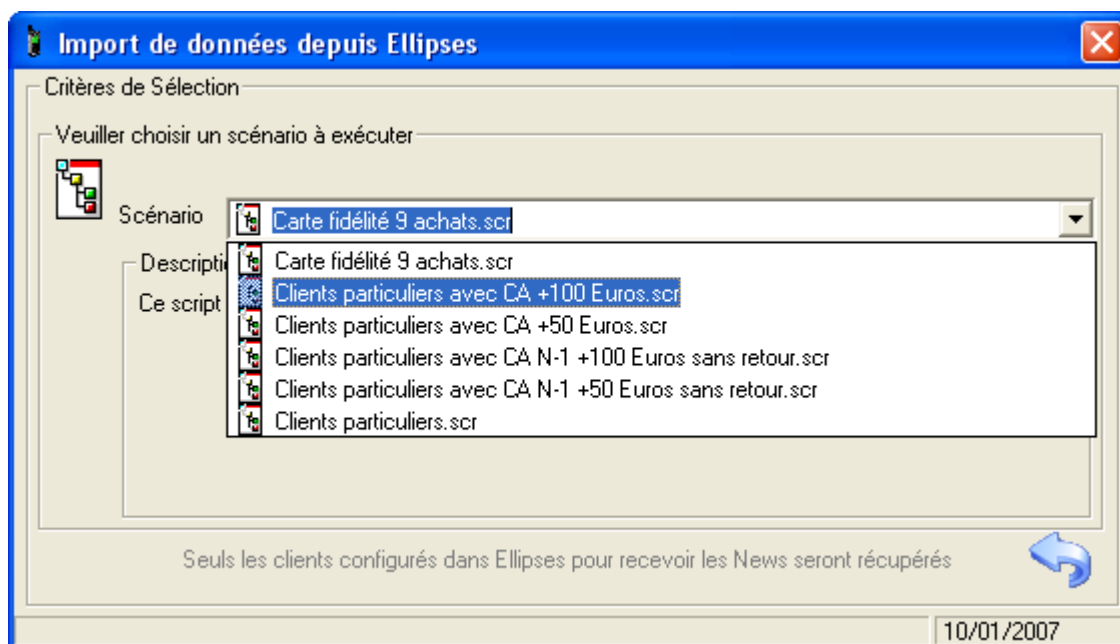 Import de données depuis Ellipses
Critères de Sélection
Veuiller choisir un scénario à exécuter
Scénario
Carte fidélité 9 achats.scr
Descripti
Carte fidélité 9 achats.scr
Ce script
Clients particuliers avec CA +100 Euros.scr
Clients particuliers avec CA +50 Euros.scr
Clients particuliers avec CA N-1 +100 Euros sans retour.scr
Clients particuliers avec CA N-1 +50 Euros sans retour.scr
Clients particuliers.scr
Seuls les clients configurés dans Ellipses pour recevoir les News seront récupérés
10/01/2007